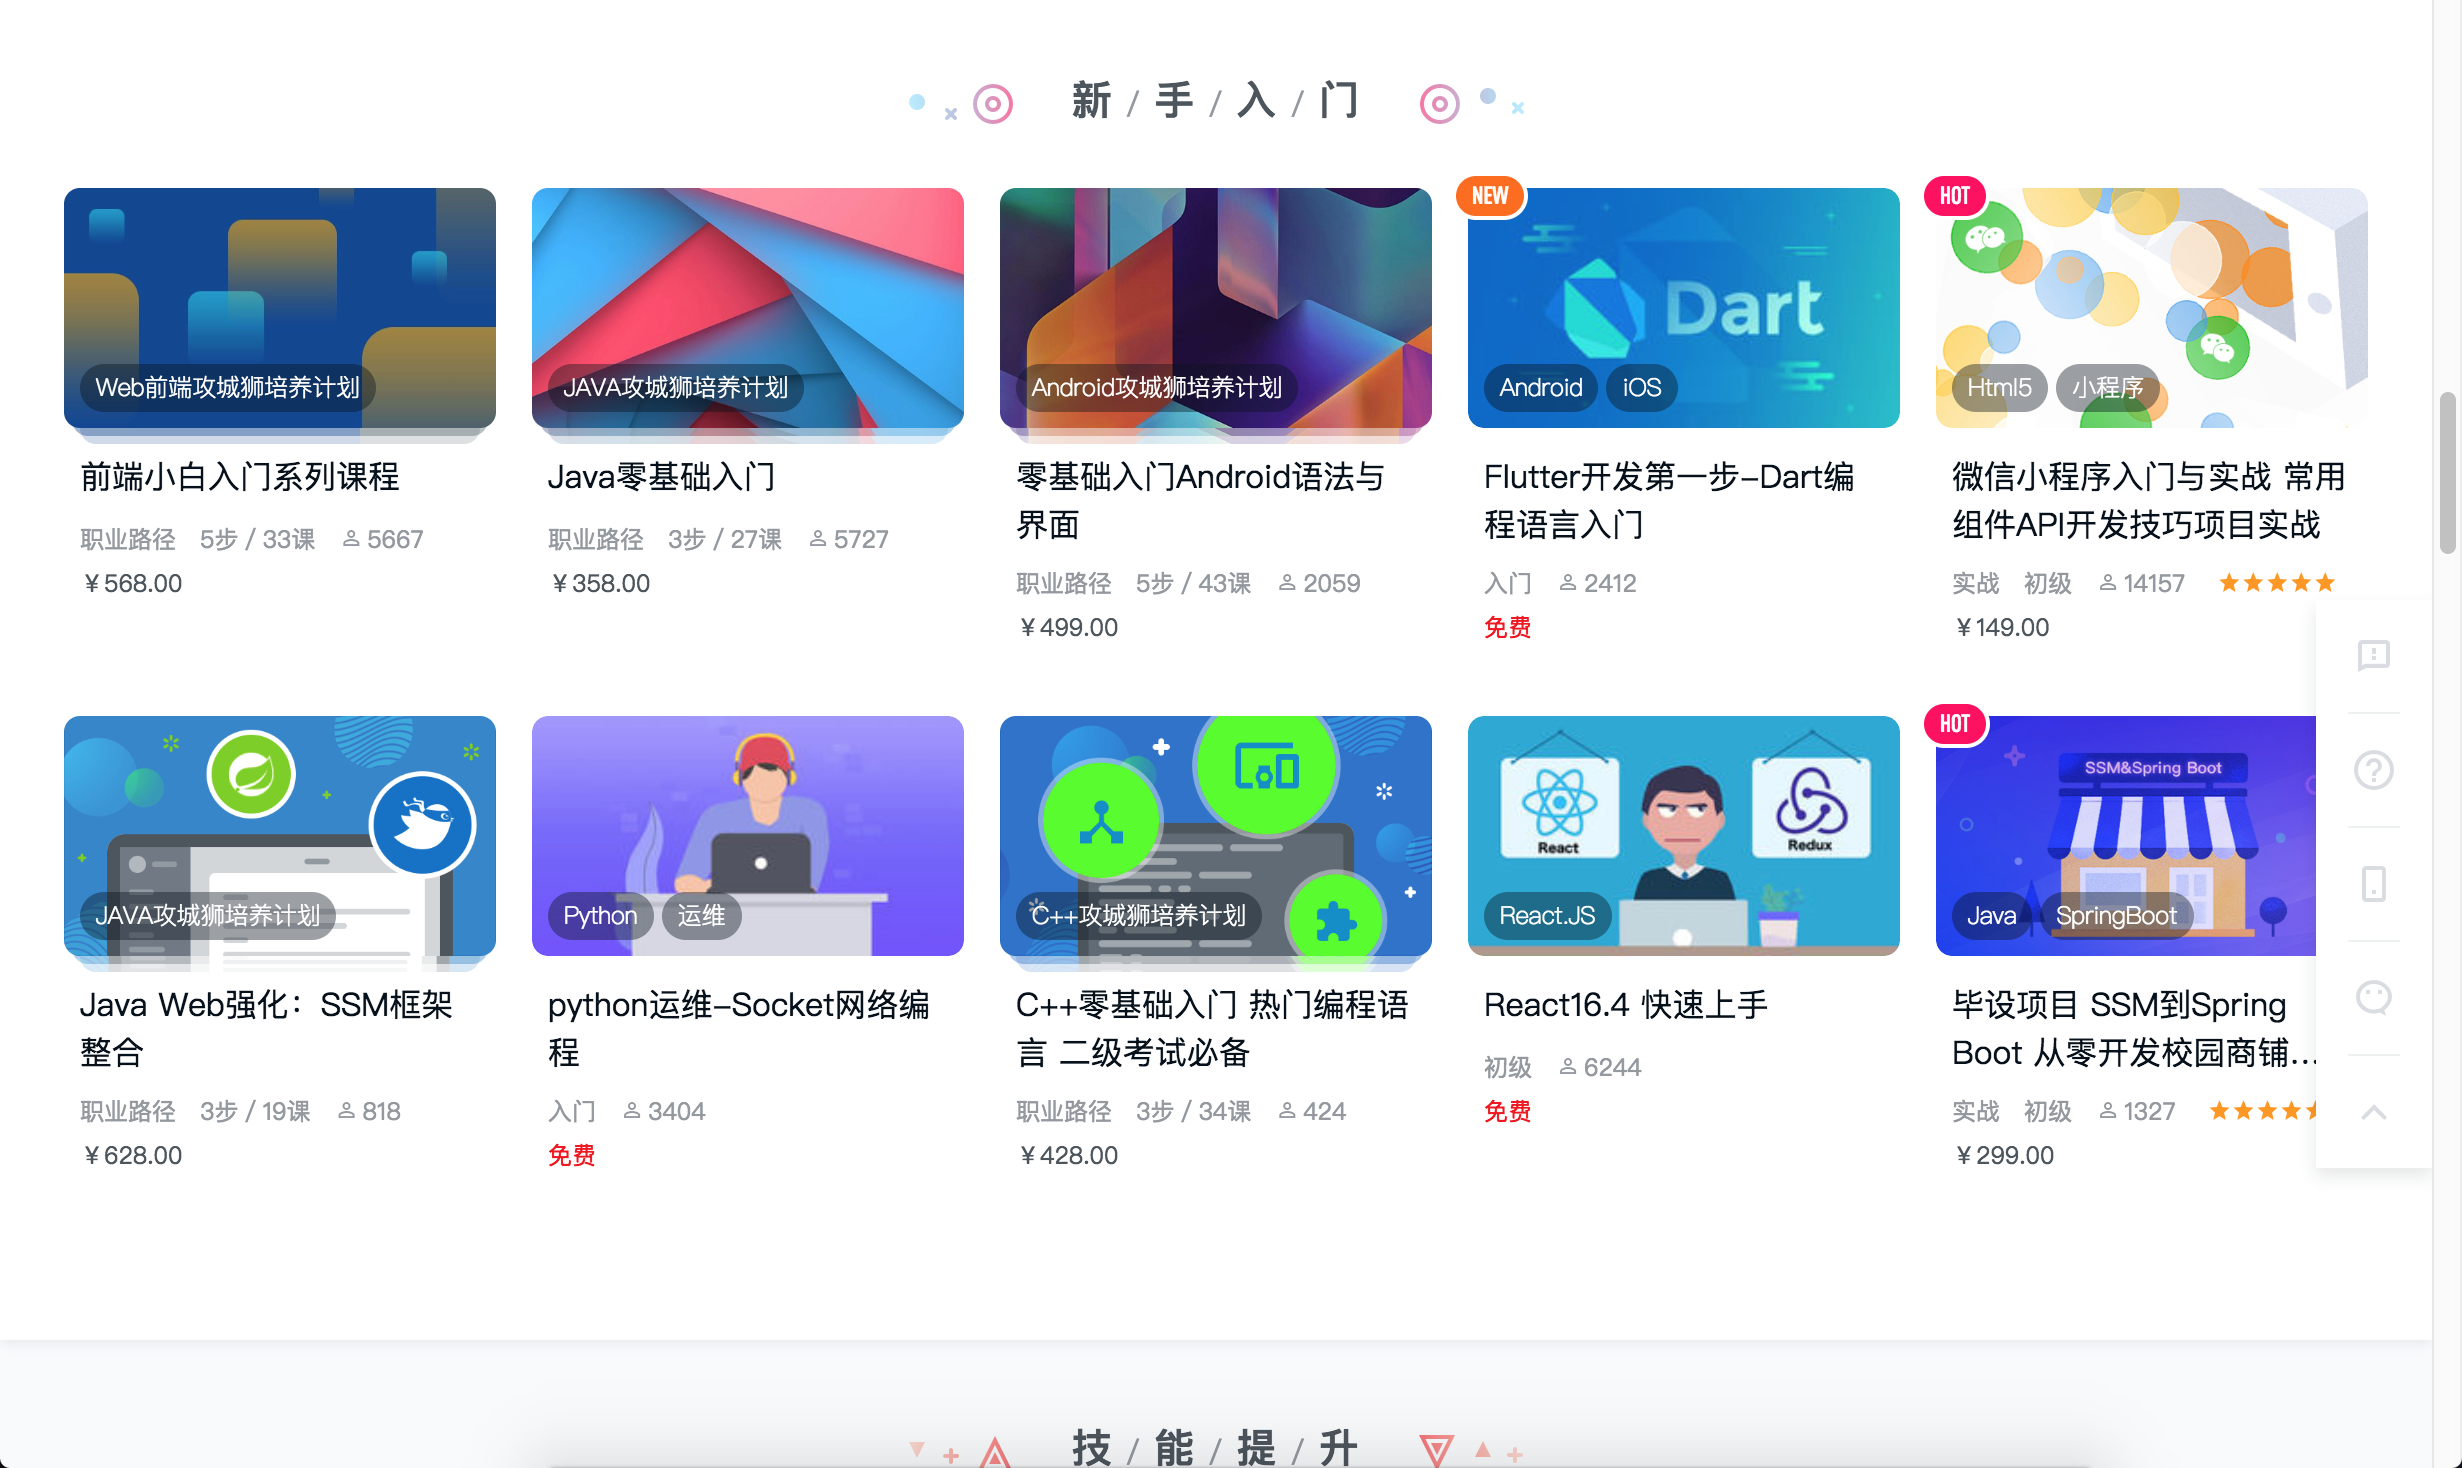 新 / 手 / 入 / 门
Web前端攻城狮培养计划
前端小白入门系列课程
职业路径 5步 / 33课 5667
¥568.00
JAVA攻城狮培养计划
Java零基础入门
职业路径 3步 / 27课 5727
¥358.00
Android攻城狮培养计划
零基础入门Android语法与
界面
职业路径 5步 / 43课 2059
¥499.00
NEW
Dart
Android iOS
Flutter开发第一步-Dart编
程语言入门
入门 2412
免费
HOT
Html5 小程序
微信小程序入门与实战 常用
组件API开发技巧项目实战
实战 初级 14157 ★★★★★
¥149.00
JAVA攻城狮培养计划
Java Web强化：SSM框架
整合
职业路径 3步 / 19课 818
¥628.00
Python 运维
python运维-Socket网络编
程
入门 3404
免费
C++攻城狮培养计划
C++零基础入门 热门编程语
言 二级考试必备
职业路径 3步 / 34课 424
¥428.00
React
Redux
React.JS
React16.4 快速上手
初级 6244
免费
HOT
SSM&Spring Boot
Java SpringBoot
毕设项目 SSM到Spring
Boot 从零开发校园商铺...
实战 初级 1327 ★★★★★
¥299.00
技 / 能 / 提 / 升